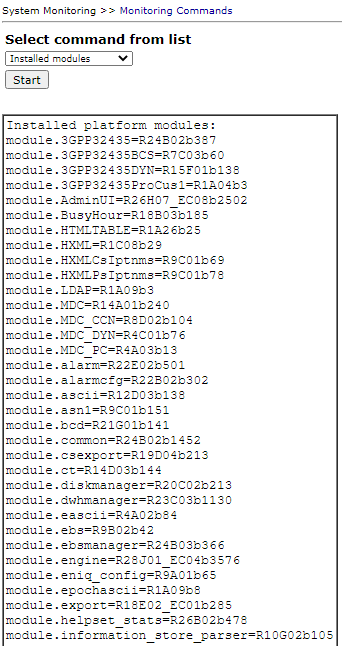 System Monitoring >> Monitoring Commands
Select command from list
Installed modules
Start
Installed platform modules:
module.3GPP32435=R24B02b387
module.3GPP32435BCS=R7C03b60
module.3GPP32435DYN=R15F01b138
module.3GPP32435ProCus1=R1A04b3
module.AdminUI=R26H07_EC08b2502
module.BusyHour=R18B03b185
module.HTMLTABLE=R1A26b25
module.HXML=R1C08b29
module.HXMLCsIptnms=R9C01b69
module.HXMLPsIptnms=R9C01b78
module.LDAP=R1A09b3
module.MDC=R14A01b240
module.MDC_CCN=R8D02b104
module.MDC_DYN=R4C01b76
module.MDC_PC=R4A03b13
module.alarm=R22E02b501
module.alarmcfg=R22B02b302
module.ascii=R12D03b138
module.asn1=R9C01b151
module.bcd=R21G01b141
module.common=R24B02b1452
module.csexport=R19D04b213
module.ct=R14D03b144
module.diskmanager=R20C02b213
module.dwhmanager=R23C03b1130
module.eascii=R4A02b84
module.ebs=R9B02b42
module.ebsmanager=R24B03b366
module.engine=R28J01_EC04b3576
module.eniq_config=R9A01b65
module.epochascii=R1A09b8
module.export=R18E02_EC01b285
module.helpset_stats=R26B02b478
module.information_store_parser=R10G02b105